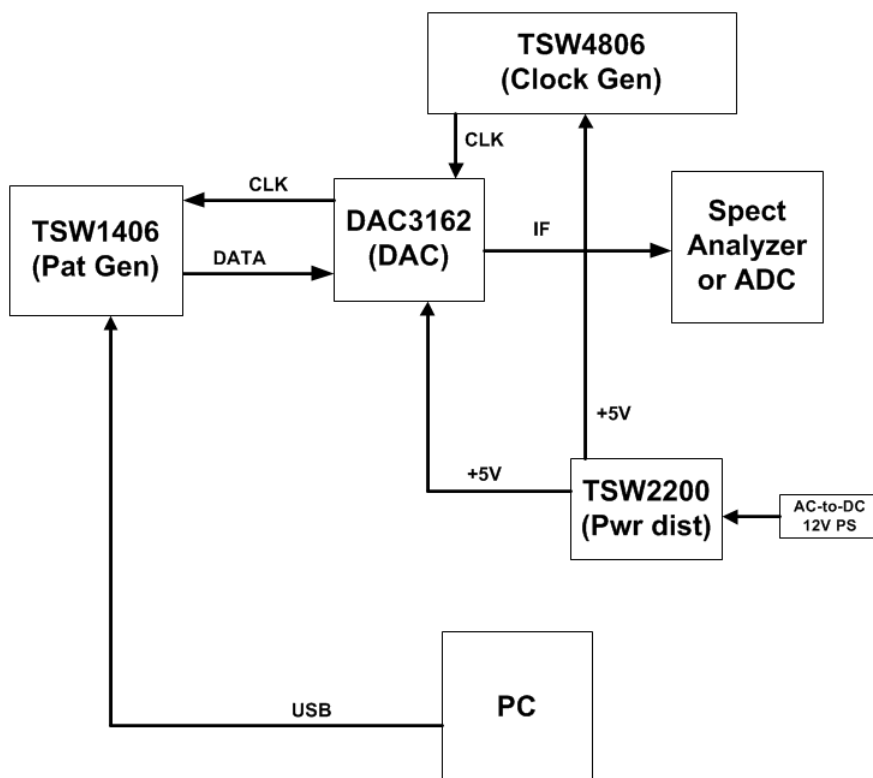 TSW4806
(Clock Gen)
CLK
CLK
TSW1406
(Pat Gen)
DATA
DAC3162
(DAC)
IF
Spect
Analyzer
or ADC
+5V
+5V
TSW2200
(Pwr dist)
AC-to-DC
12V PS
USB
PC